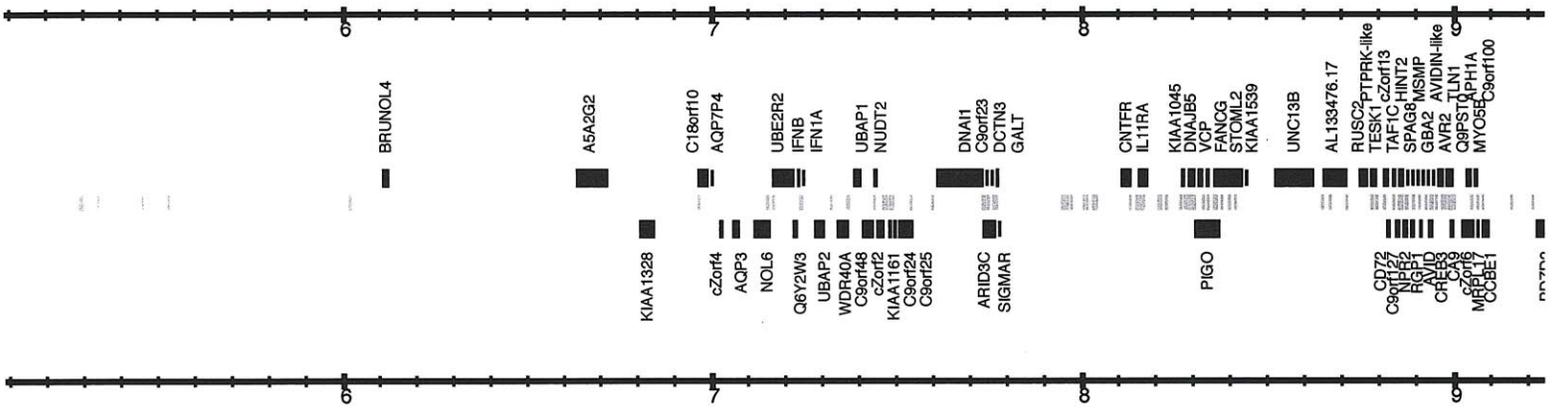 6 7 8 9
BRUNOL4
A5A2G2
C18orf10
AQP7P4
UBE2R2
IFNB
IFN1A
UBAP1
NUDT2
DNAI1
C9orf23
DCTN3
GALT
CNTFR
IL11RA
KIAA1045
DNAJB5
VCP
FANCG
STOML2
KIAA1539
UNC13B
AL133476.17
RUSC2
PTPRK-like
TESK1
cZorf13
TAF1C
HINT2
SPAG8
MSMP
GBA2
AVIDIN-like
AVR2
TLN1
Q9PST0
APH1A
MYO5B
C9orf100
KIAA1328
cZorf4
AQP3
NOL6
Q6Y2W3
UBAP2
WDR40A
C9orf48
cZorf2
KIAA1161
C9orf24
C9orf25
ARID3C
SIGMAR
PIGO
CD72
C9orf127
NPR2
RGP1
AVID
CREB3
CA9
cZorf6
MRPL17
CCBE1
6 7 8 9